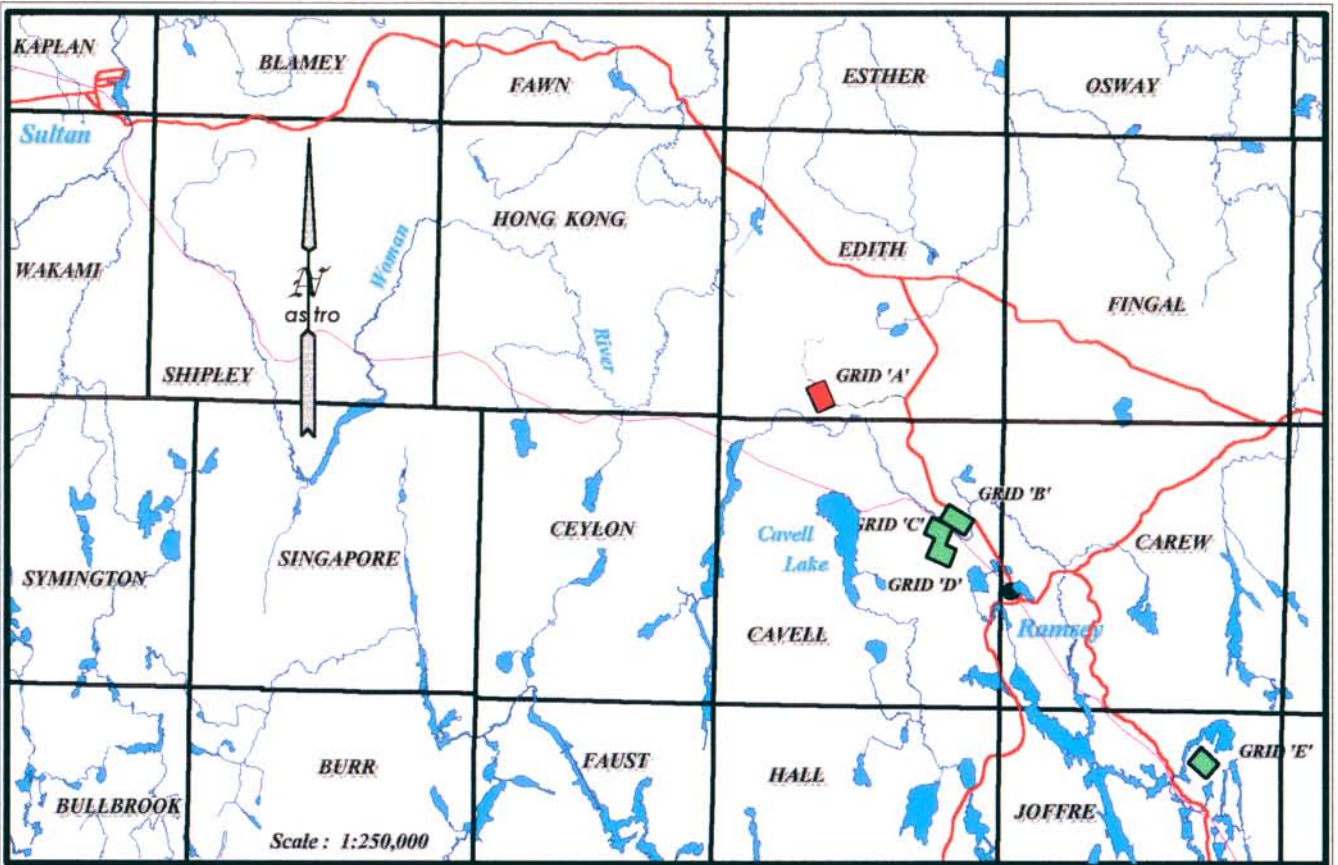 KAPLAN
BLAMEY
FAWN
ESTHER
OSWAY
Sultan
HONG KONG
Woman
EDITH
WAKAMI
N
astro
FINGAL
River
SHIPLEY
GRID 'A'
GRID 'B'
GRID 'C'
Cavell
Lake
CEYLON
CAREW
SINGAPORE
SYMINGTON
GRID 'D'
CAVELL
Ramsey
GRID 'E'
BURR
FAUST
HALL
BULLBROOK
JOFFRE
Scale : 1:250,000